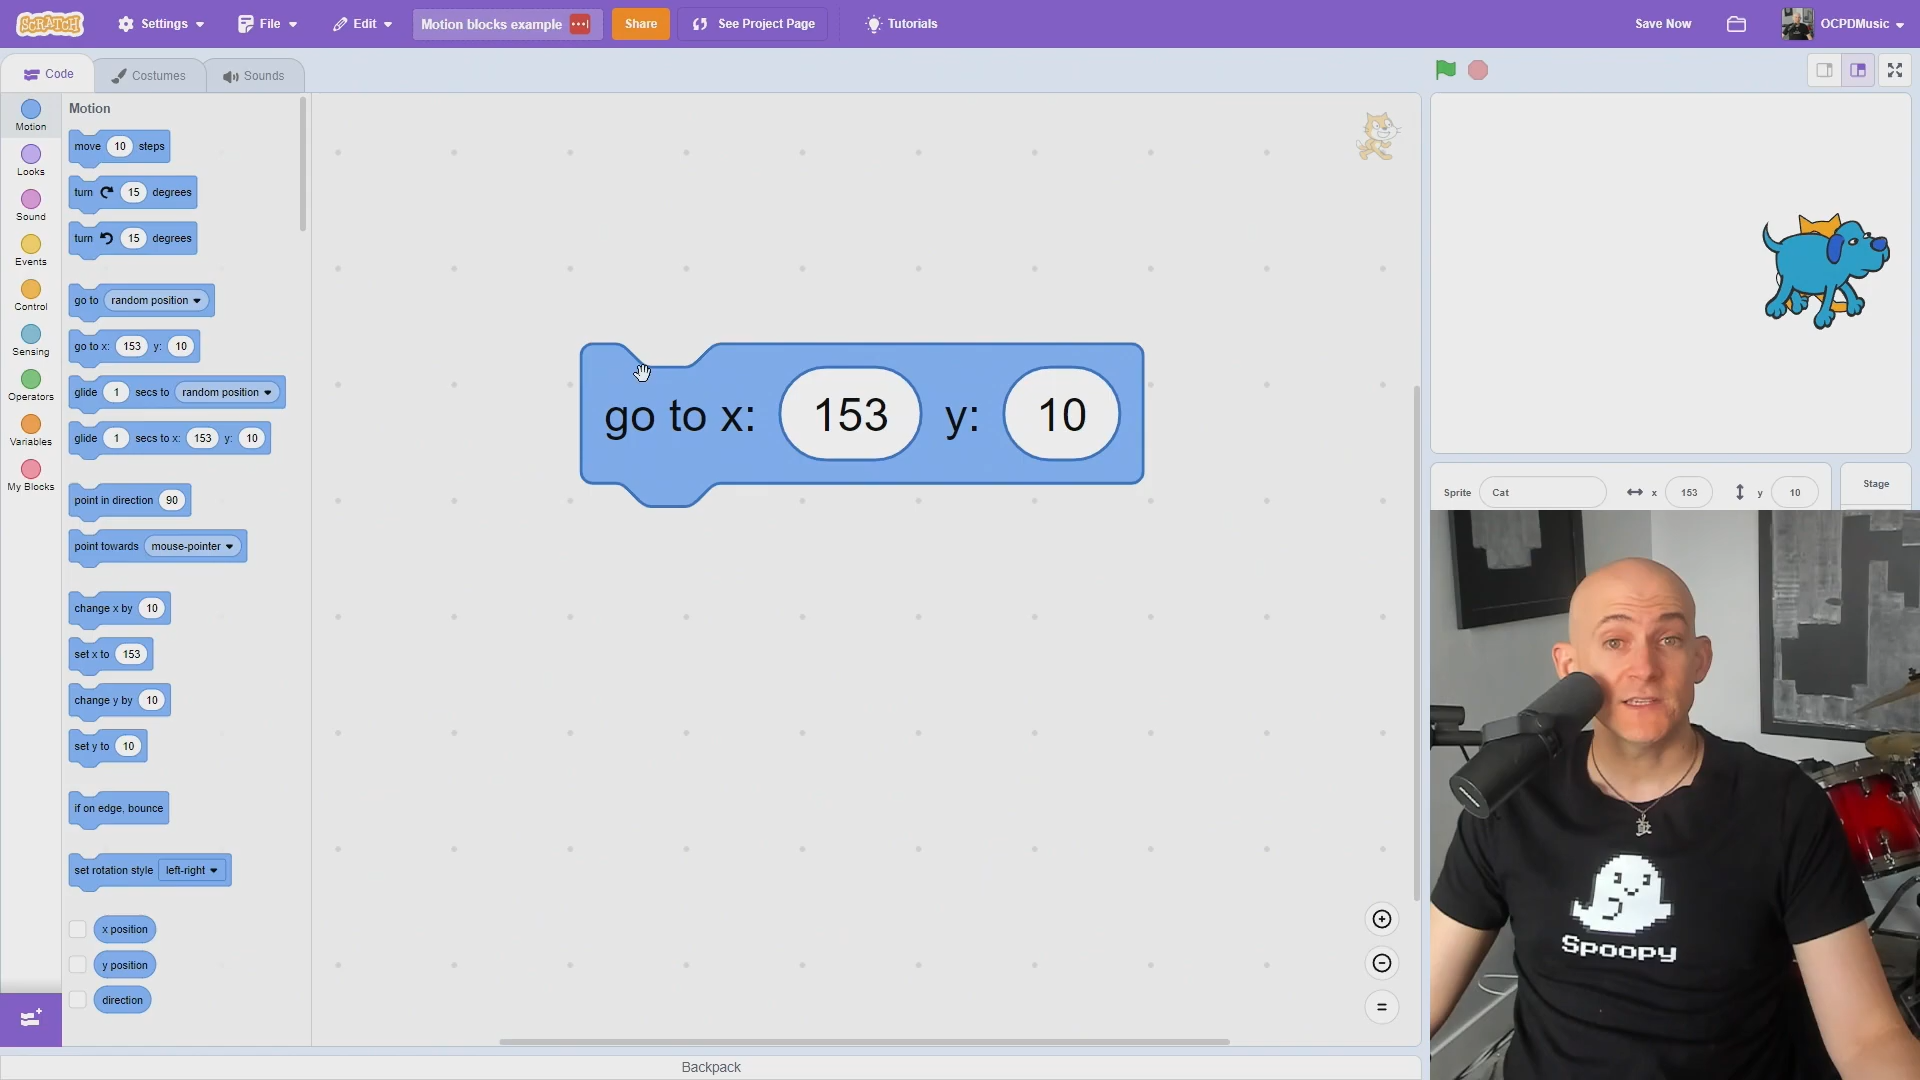 SCRATCH
Settings
File
Edit
Motion blocks example
Share
See Project Page
Tutorials
Save Now
OCPDMusic
Code
Costumes
Sounds
Motion
Looks
Sound
Events
Control
Sensing
Operators
Variables
My Blocks
Motion
move 10 steps
turn 15 degrees
turn 15 degrees
go to random position
go to x: 153 y: 10
glide 1 secs to random position
glide 1 secs to x: 153 y: 10
point in direction 90
point towards mouse-pointer
change x by 10
set x to 153
change y by 10
set y to 10
if on edge, bounce
set rotation style left-right
x position
y position
direction
go to x: 153 y: 10
Backpack
Sprite Cat x 153 y 10
Stage
Spoopy